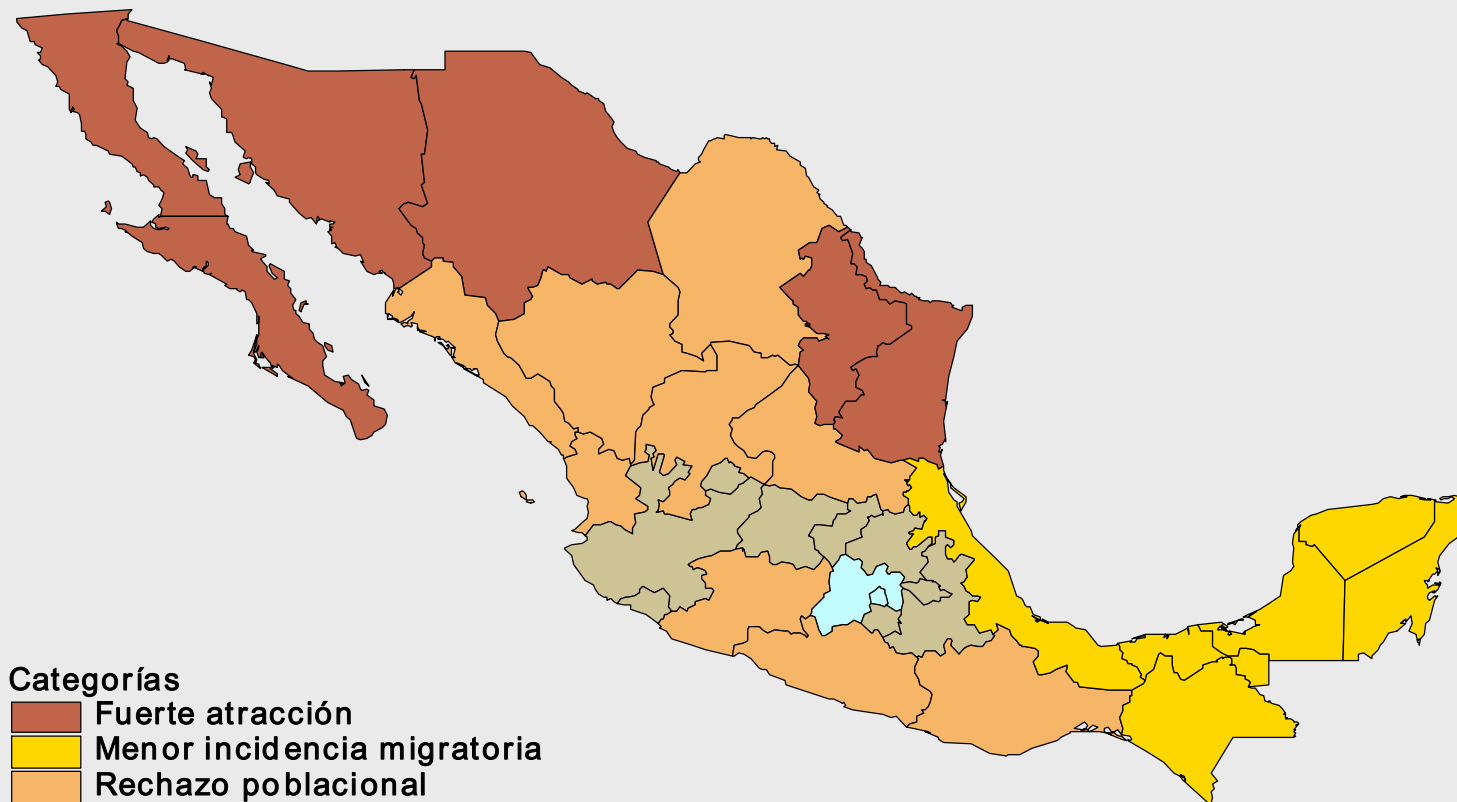 Categorías
Fuerte atracción
Menor incidencia migratoria
Rechazo poblacional